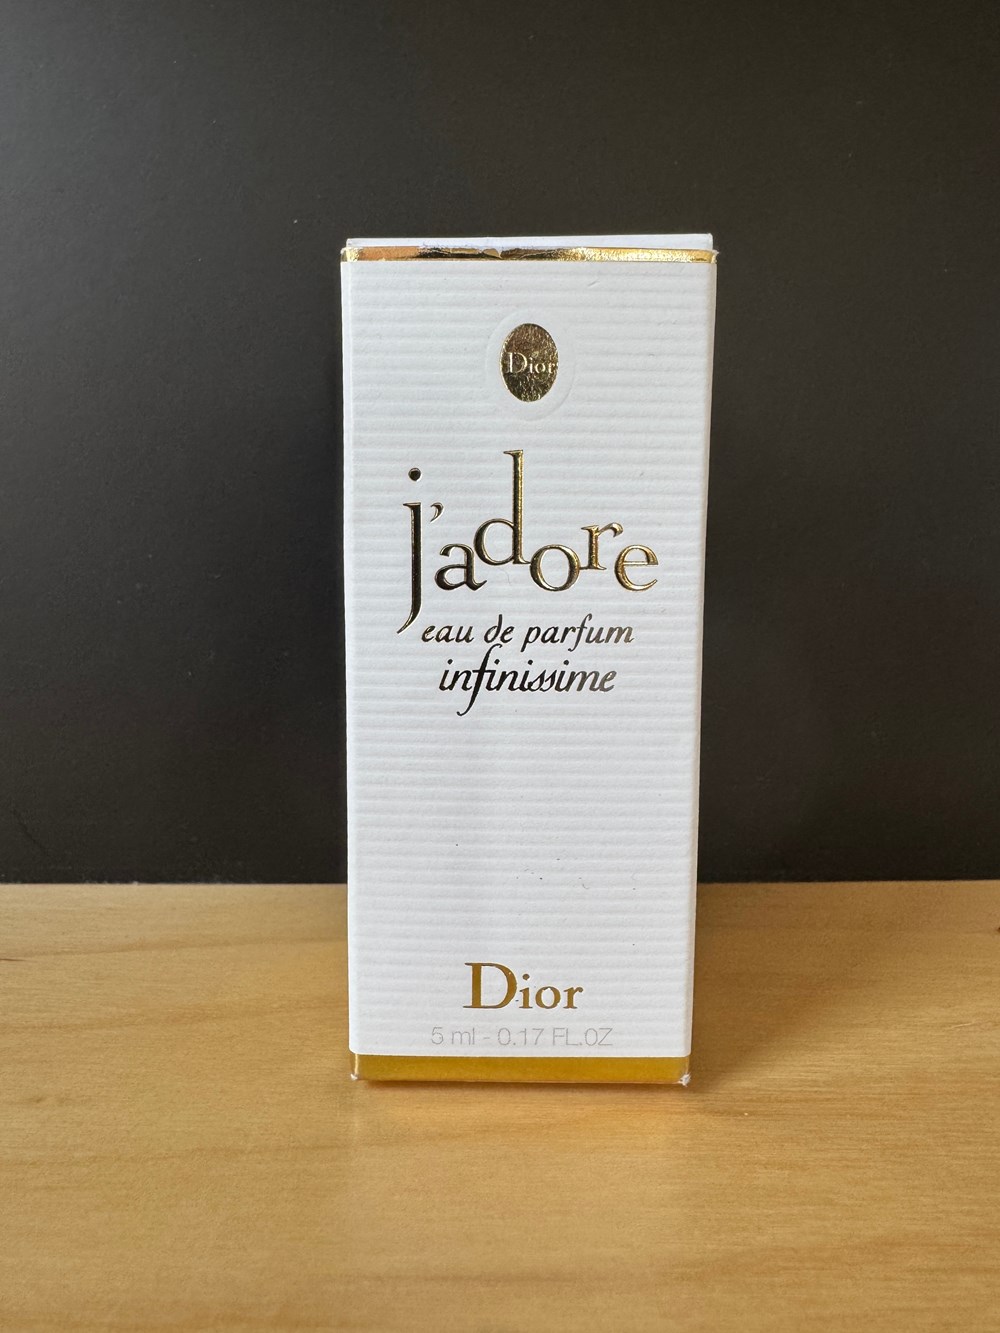 Dior
j'adore
eau de parfum
infinissime
Dior
5 ml - 0.17 FL.OZ